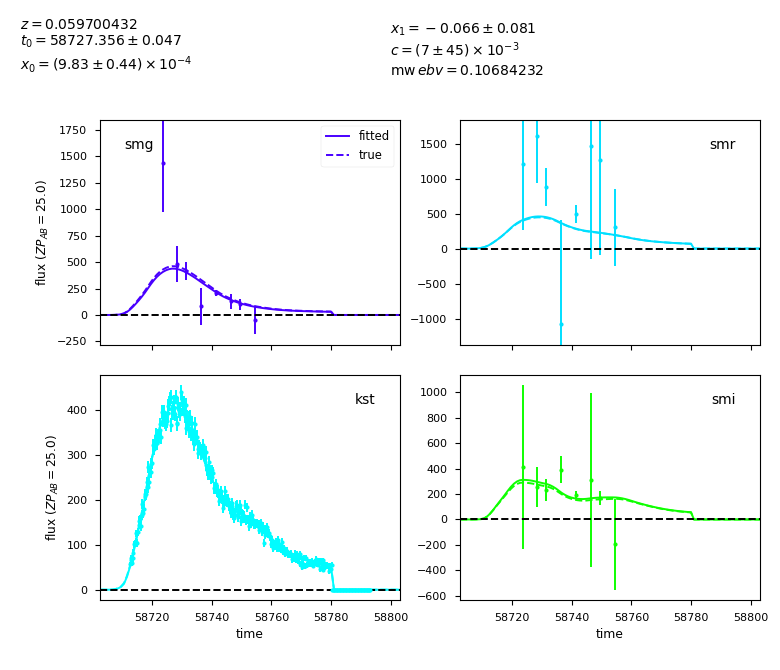 z = 0.059700432
t₀ = 58727.356 ± 0.047
x₀ = (9.83 ± 0.44) × 10⁻⁴
x₁ = −0.066 ± 0.081
c = (7 ± 45) × 10⁻³
mw ebv = 0.10684232
1750
1500
1250
1000
750
500
250
0
−250
flux (ZP_AB = 25.0)
smg
fitted
true
1500
1000
500
0
−500
−1000
smr
400
300
200
100
0
flux (ZP_AB = 25.0)
kst
58720 58740 58760 58780 58800
time
1000
800
600
400
200
0
−200
−400
−600
smi
58720 58740 58760 58780 58800
time